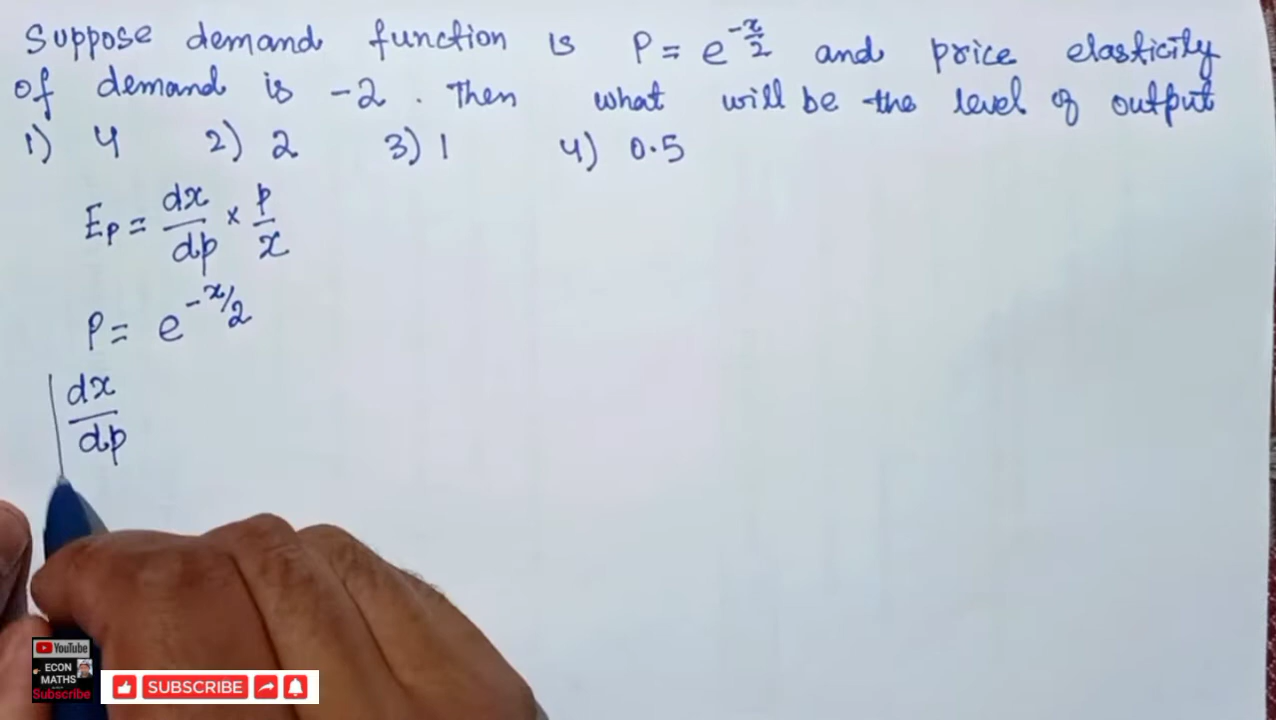 Suppose demand function is P = e^{-x/2} and price elasticity
of demand is -2. Then what will be the level of output
1) 4 2) 2 3) 1 4) 0.5
Ep = dx/dp × p/x
P = e^{-x/2}
dx/dp
YouTube
ECON
MATHS
Subscribe
SUBSCRIBE